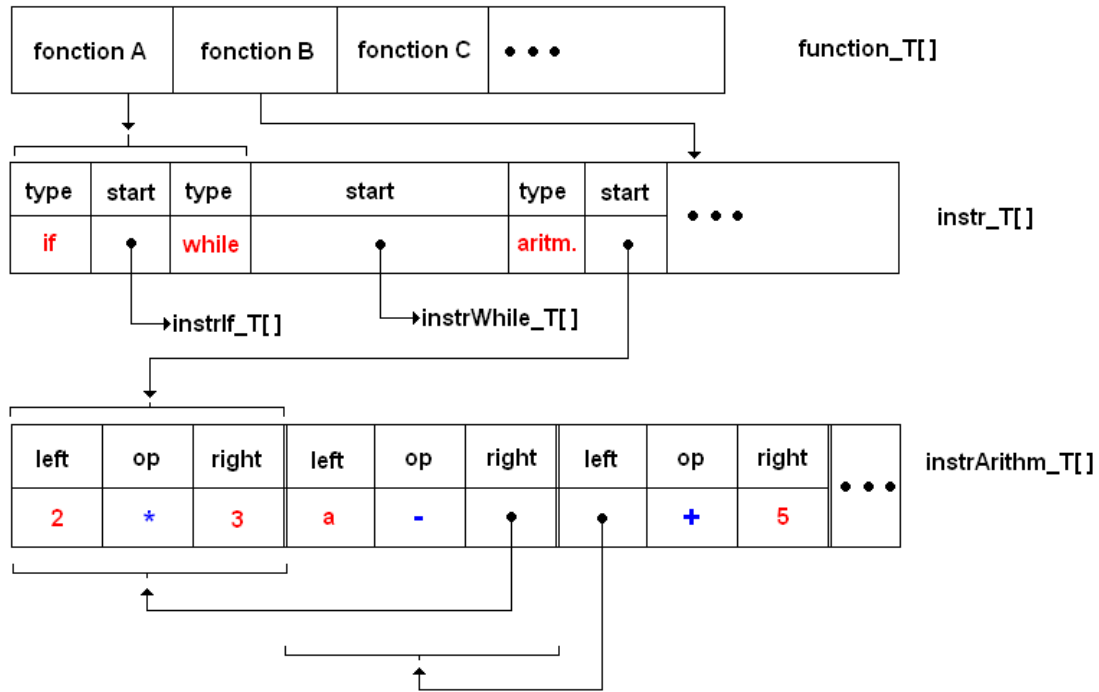 fonction A fonction B fonction C ••• function_T[]
type start type start type start ••• instr_T[]
if while aritm.
instrIf_T[] instrWhile_T[]
left op right left op right left op right ••• instrArithm_T[]
2 * 3 a - + 5